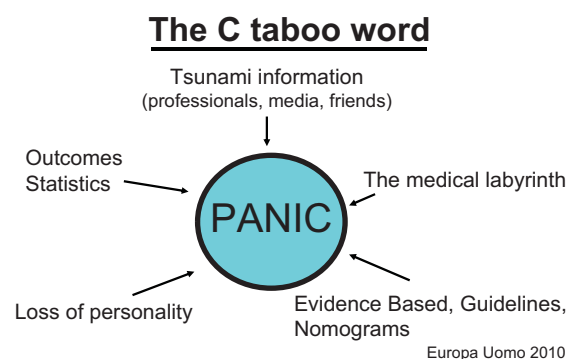 The C taboo word
Tsunami information
(professionals, media, friends)
Outcomes
Statistics
The medical labyrinth
PANIC
Loss of personality
Evidence Based, Guidelines,
Nomograms
Europa Uomo 2010